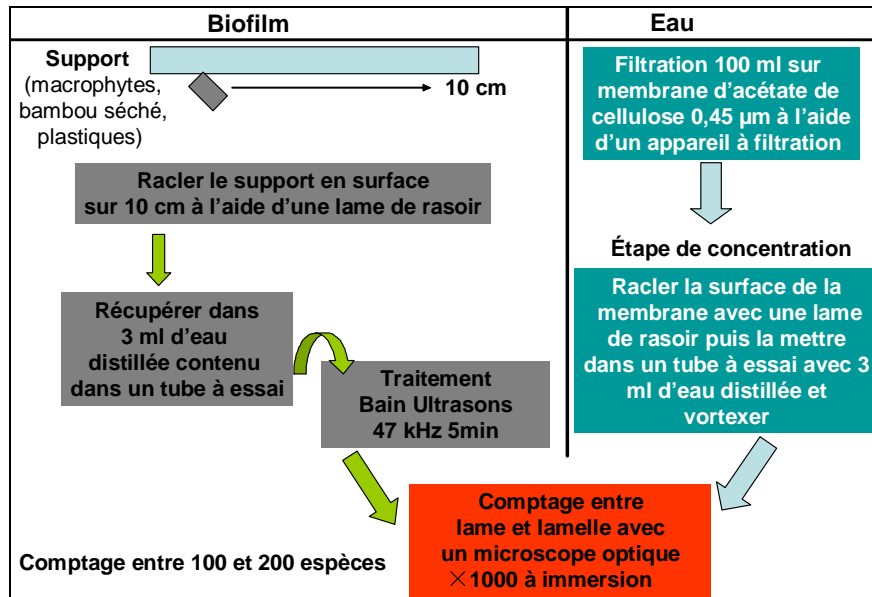 Biofilm
Support
(macrophytes,
bambou séché,
plastiques)
10 cm
Racler le support en surface
sur 10 cm à l'aide d'une lame de rasoir
Récupérer dans
3 ml d'eau
distillée contenu
dans un tube à essai
Traitement
Bain Ultrasons
47 kHz 5min
Eau
Filtration 100 ml sur
membrane d'acétate de
cellulose 0,45 µm à l'aide
d'un appareil à filtration
Étape de concentration
Racler la surface de la
membrane avec une lame
de rasoir puis la mettre
dans un tube à essai avec 3
ml d'eau distillée et
vortexer
Comptage entre
lame et lamelle avec
un microscope optique
×1000 à immersion
Comptage entre 100 et 200 espèces